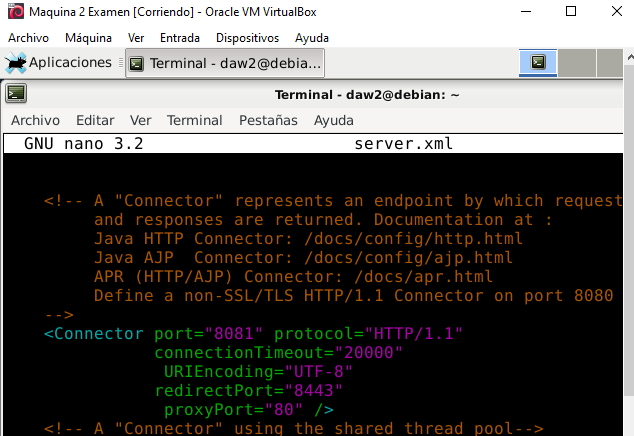 Maquina 2 Examen [Corriendo] - Oracle VM VirtualBox
Archivo Máquina Ver Entrada Dispositivos Ayuda
Aplicaciones Terminal - daw2@debia...
Terminal - daw2@debian: ~
Archivo Editar Ver Terminal Pestañas Ayuda
GNU nano 3.2 server.xml
<!-- A "Connector" represents an endpoint by which request
and responses are returned. Documentation at :
Java HTTP Connector: /docs/config/http.html
Java AJP  Connector: /docs/config/ajp.html
APR (HTTP/AJP) Connector: /docs/apr.html
Define a non-SSL/TLS HTTP/1.1 Connector on port 8080
-->
<Connector port="8081" protocol="HTTP/1.1"
connectionTimeout="20000"
URIEncoding="UTF-8"
redirectPort="8443"
proxyPort="80" />
<!-- A "Connector" using the shared thread pool-->